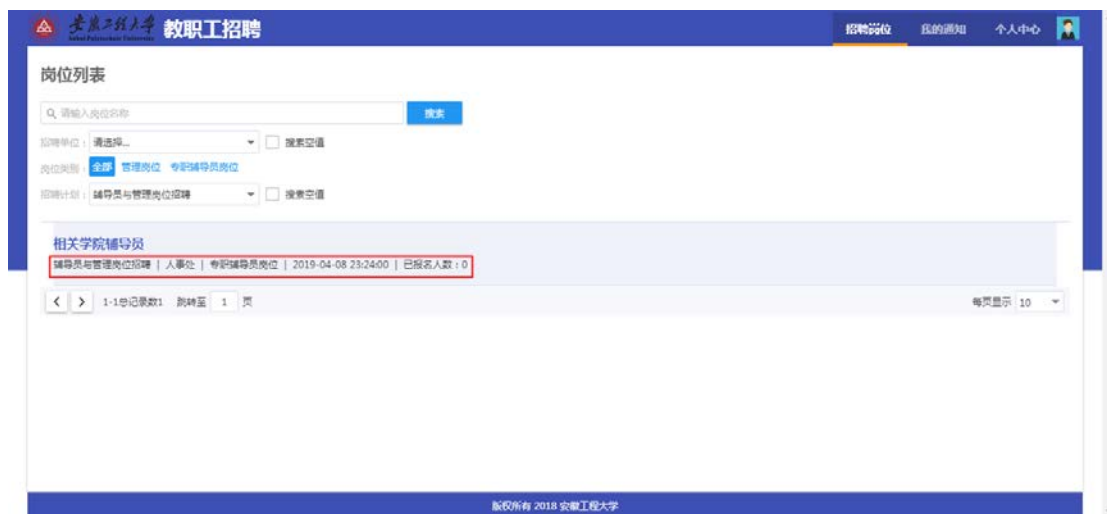 安徽工程大学 教职工招聘 招聘岗位 我的通知 个人中心
Anhui Polytechnic University
岗位列表
请输入岗位名称 搜索
招聘单位: 请选择... 搜索空值
岗位类别: 全部 管理岗位 专职辅导员岗位
招聘计划: 辅导员与管理岗位招聘 搜索空值
相关学院辅导员
辅导员与管理岗位招聘 | 人事处 | 专职辅导员岗位 | 2019-04-08 23:24:00 | 已报名人数:0
1-1总记录数1 跳转至 1 页 每页显示 10
版权所有 2018 安徽工程大学